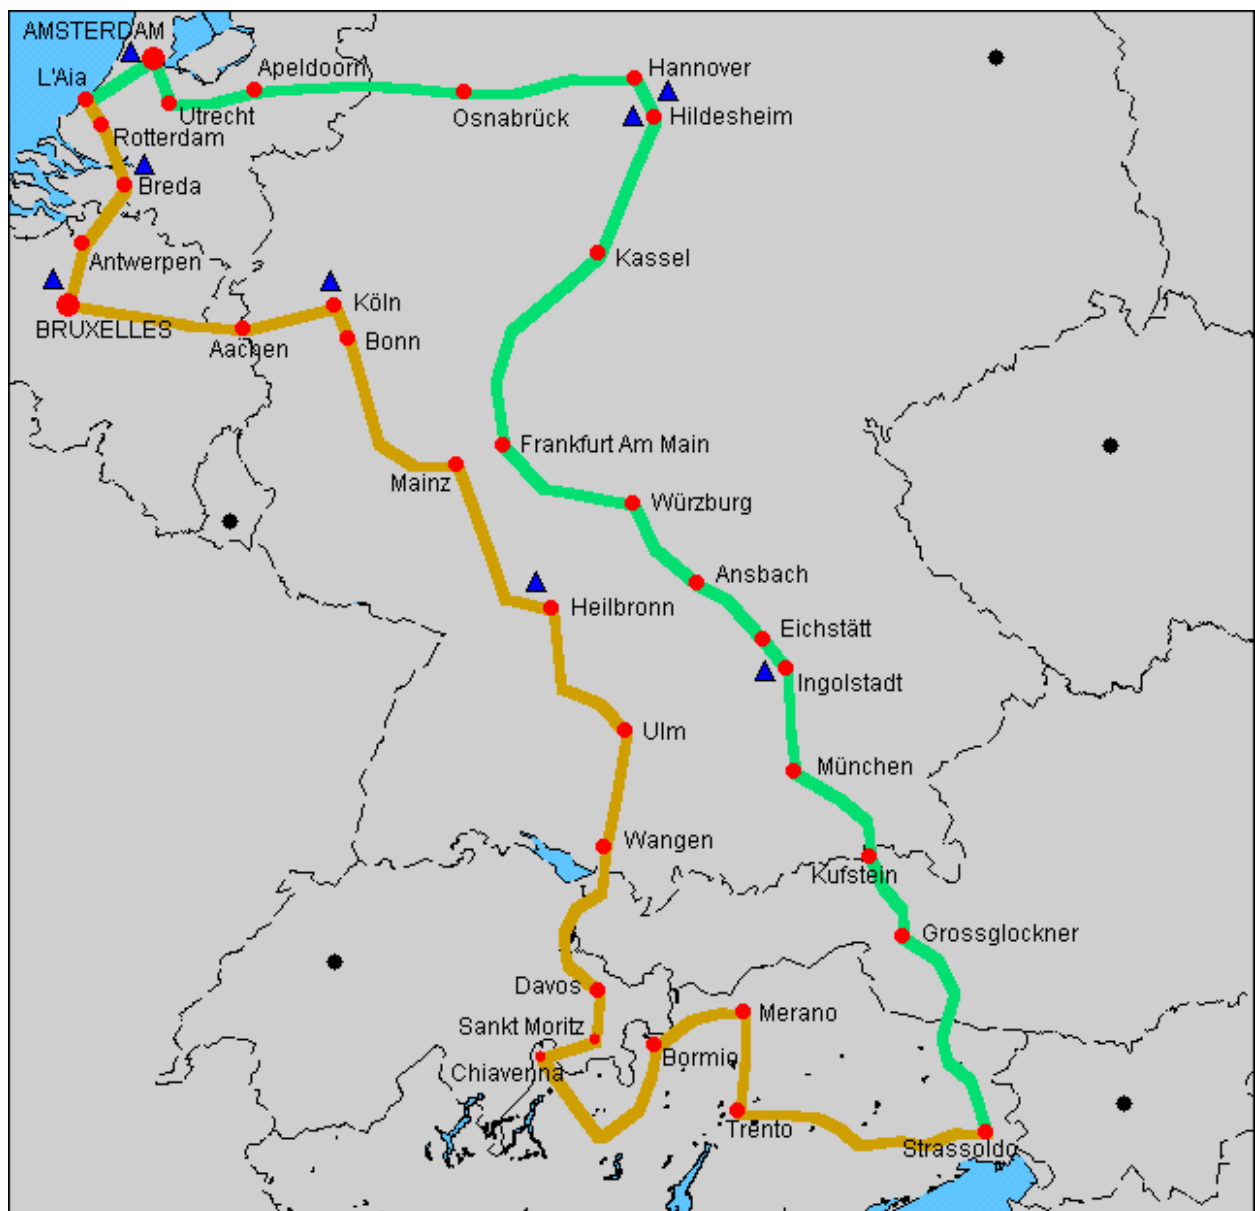 AMSTERDAM
Apeldoorn
Hannover
L'Aia
Utrecht
Osnabrück
Hildesheim
Rotterdam
Breda
Antwerpen
Kassel
Köln
BRUXELLES
Aachen
Bonn
Frankfurt Am Main
Mainz
Würzburg
Ansbach
Heilbronn
Eichstätt
Ingolstadt
Ulm
München
Wangen
Kufstein
Grossglockner
Davos
Merano
Sankt Moritz
Bormio
Chiavenna
Trento
Strassoldo